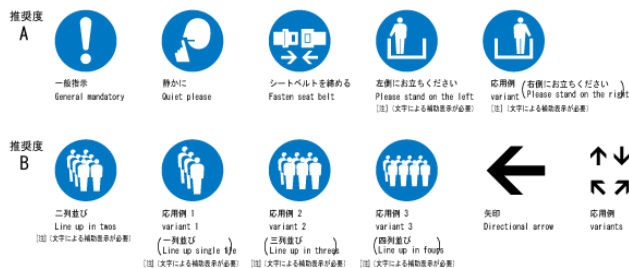 推奨度
A
一般指示
General mandatory
静かに
Quiet please
シートベルトを締める
Fasten seat belt
左側にお立ちください
Please stand on the left
[注] (文字による補助表示が必要)
応用例 (右側にお立ちください
variant Please stand on the right)
[注] (文字による補助表示が必要)
推奨度
B
二列並び
Line up in twos
[注] (文字による補助表示が必要)
応用例 1
variant 1
(一列並び
Line up single file)
[注] (文字による補助表示が必要)
応用例 2
variant 2
(三列並び
Line up in threes)
[注] (文字による補助表示が必要)
応用例 3
variant 3
(四列並び
Line up in fours)
[注] (文字による補助表示が必要)
矢印
Directional arrow
応用例
variants